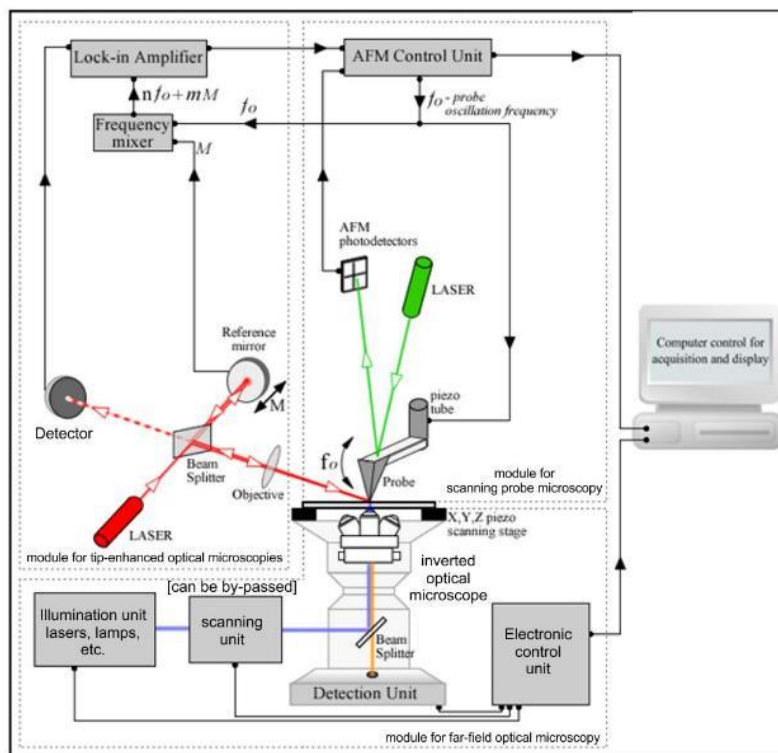 Lock-in Amplifier
AFM Control Unit
nfo+mM
fo
fo - probe
oscillation frequency
Frequency
mixer
M
AFM
photodetectors
LASER
Reference
mirror
Computer control for
acquisition and display
M
piezo
tube
Detector
Beam
Splitter
fo
Objective
Probe
module for
scanning probe microscopy
LASER
X,Y,Z piezo
scanning stage
module for tip-enhanced optical microscopies
inverted
optical
microscope
[can be by-passed]
Illumination unit
lasers, lamps,
etc.
scanning
unit
Beam
Splitter
Electronic
control
unit
Detection Unit
module for far-field optical microscopy